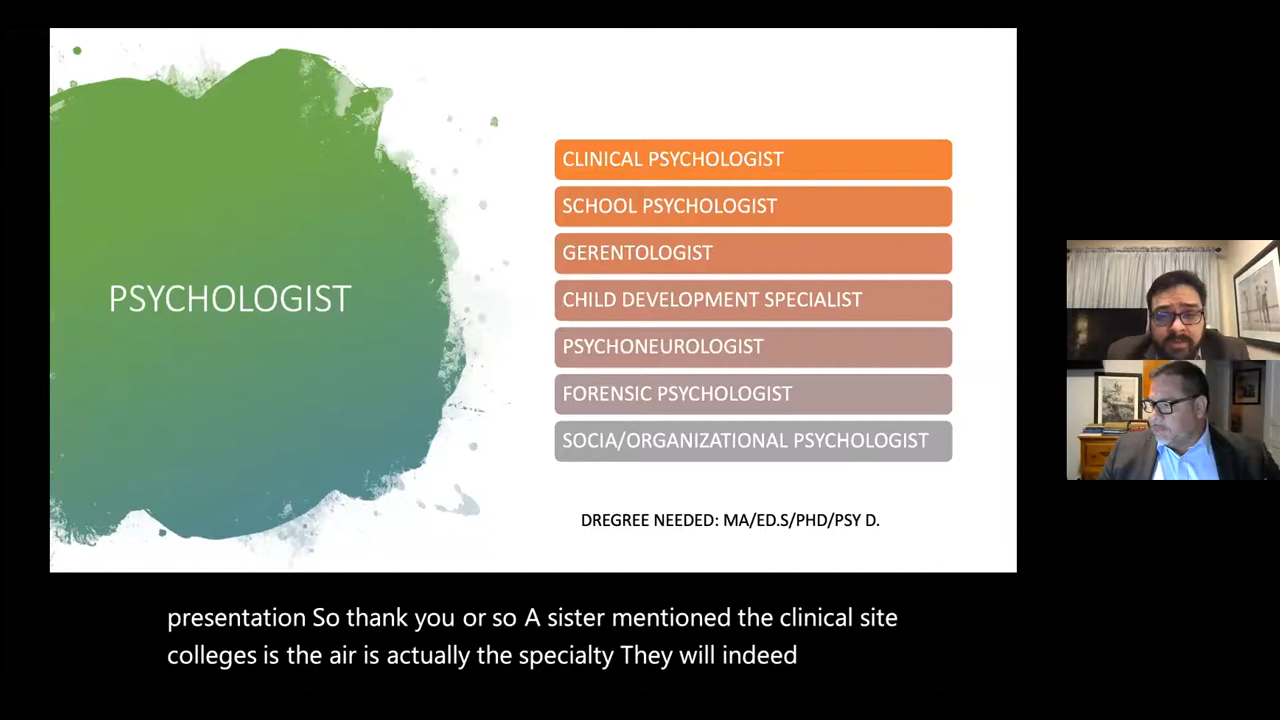 PSYCHOLOGIST
CLINICAL PSYCHOLOGIST
SCHOOL PSYCHOLOGIST
GERENTOLOGIST
CHILD DEVELOPMENT SPECIALIST
PSYCHONEUROLOGIST
FORENSIC PSYCHOLOGIST
SOCIA/ORGANIZATIONAL PSYCHOLOGIST
DREGREE NEEDED: MA/ED.S/PHD/PSY D.
presentation So thank you or so A sister mentioned the clinical site
colleges is the air is actually the specialty They will indeed